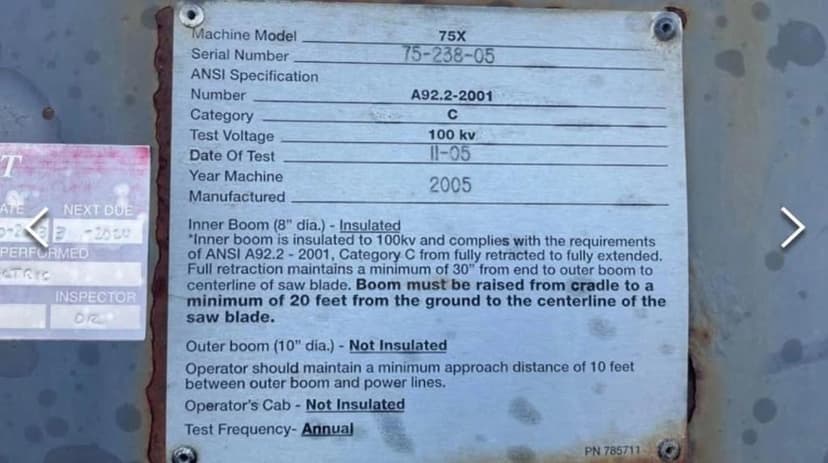 Machine Model 75X
Serial Number 75-238-05
ANSI Specification
Number A92.2-2001
Category C
Test Voltage 100 kv
Date Of Test 11-05
Year Machine
Manufactured 2005
Inner Boom (8" dia.) - Insulated
"Inner boom is insulated to 100kv and complies with the requirements
of ANSI A92.2 - 2001, Category C from fully retracted to fully extended.
Full retraction maintains a minimum of 30" from end to outer boom to
centerline of saw blade. Boom must be raised from cradle to a
minimum of 20 feet from the ground to the centerline of the
saw blade.
Outer boom (10" dia.) - Not Insulated
Operator should maintain a minimum approach distance of 10 feet
between outer boom and power lines.
Operator's Cab - Not Insulated
Test Frequency- Annual
PN 785711
T
ATE NEXT DUE
PERFORMED
CTRIC
INSPECTOR